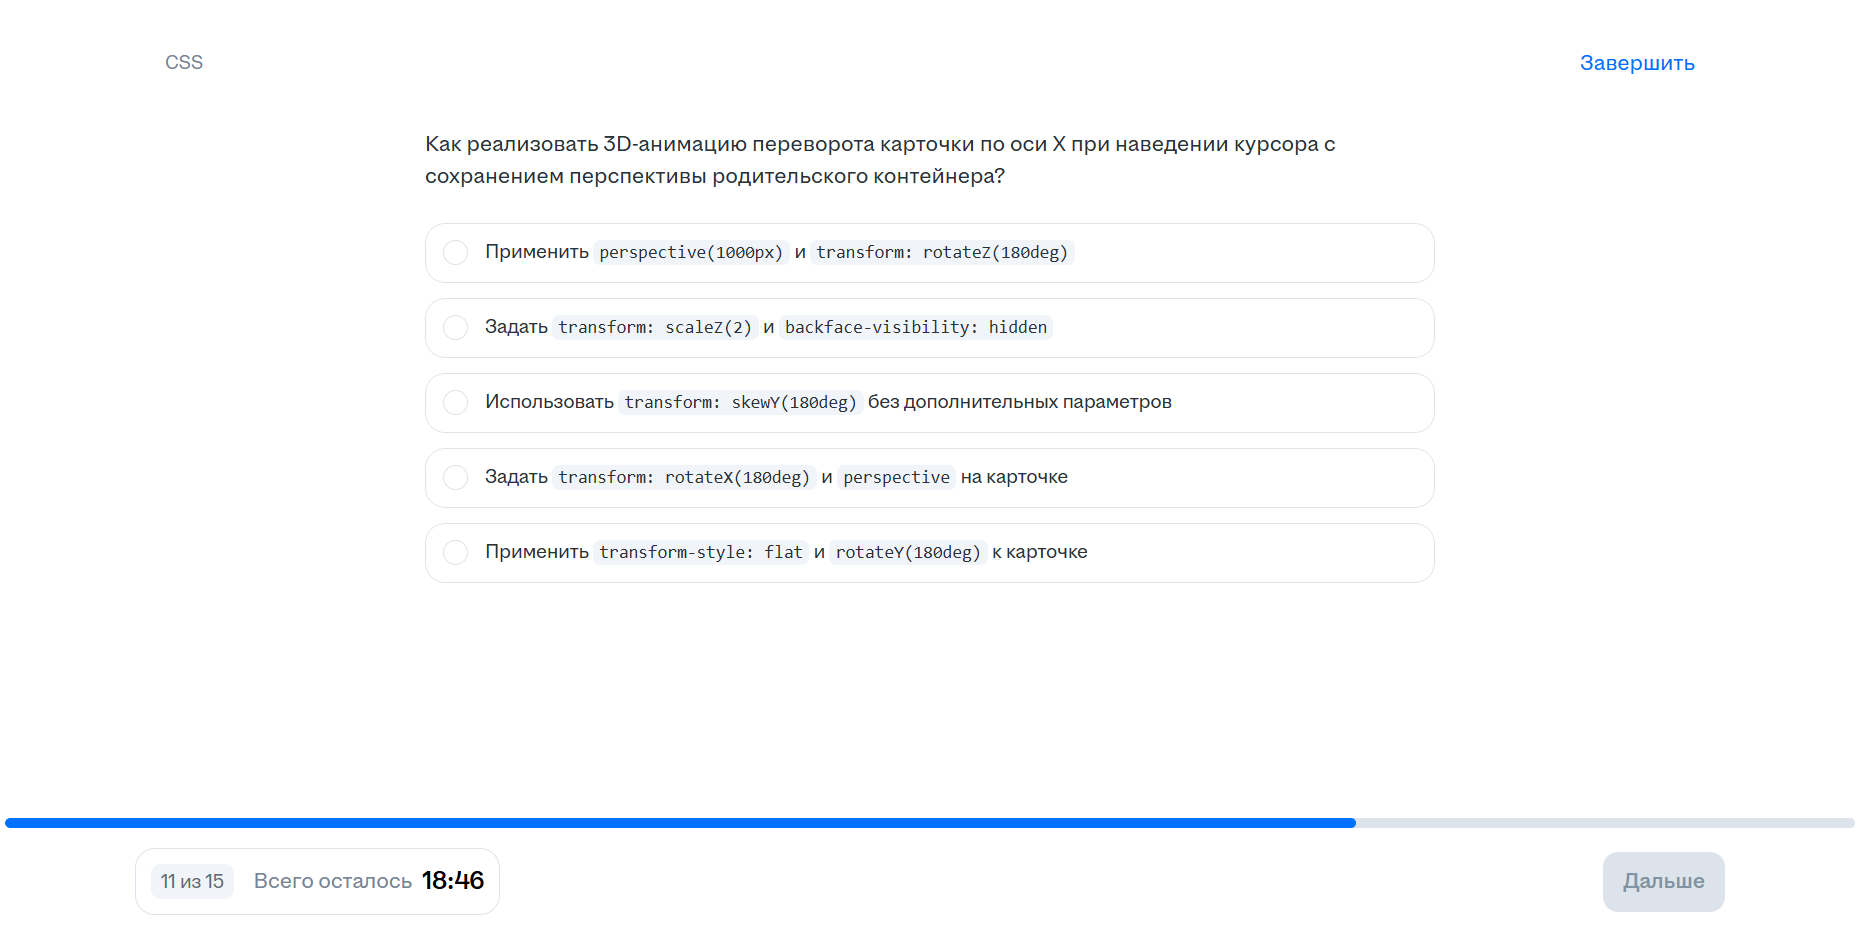 CSS
Завершить
Как реализовать 3D-анимацию переворота карточки по оси X при наведении курсора с
сохранением перспективы родительского контейнера?
Применить perspective(1000px) и transform: rotateZ(180deg)
Задать transform: scaleZ(2) и backface-visibility: hidden
Использовать transform: skewY(180deg) без дополнительных параметров
Задать transform: rotateX(180deg) и perspective на карточке
Применить transform-style: flat и rotateY(180deg) к карточке
11 из 15 Всего осталось 18:46
Дальше